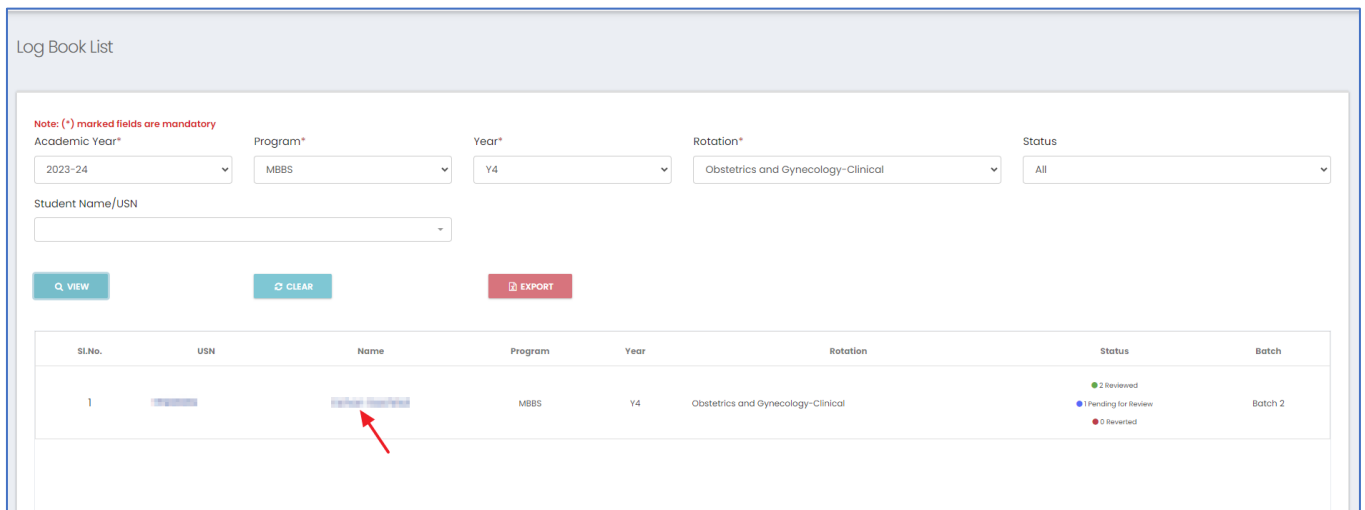 Log Book List
Note: (*) marked fields are mandatory
Academic Year* Program* Year* Rotation* Status
2023-24 MBBS Y4 Obstetrics and Gynecology-Clinical All
Student Name/USN
VIEW CLEAR EXPORT
Sl.No. USN Name Program Year Rotation Status Batch
2 Reviewed
1 MBBS Y4 Obstetrics and Gynecology-Clinical 1 Pending for Review Batch 2
0 Reverted